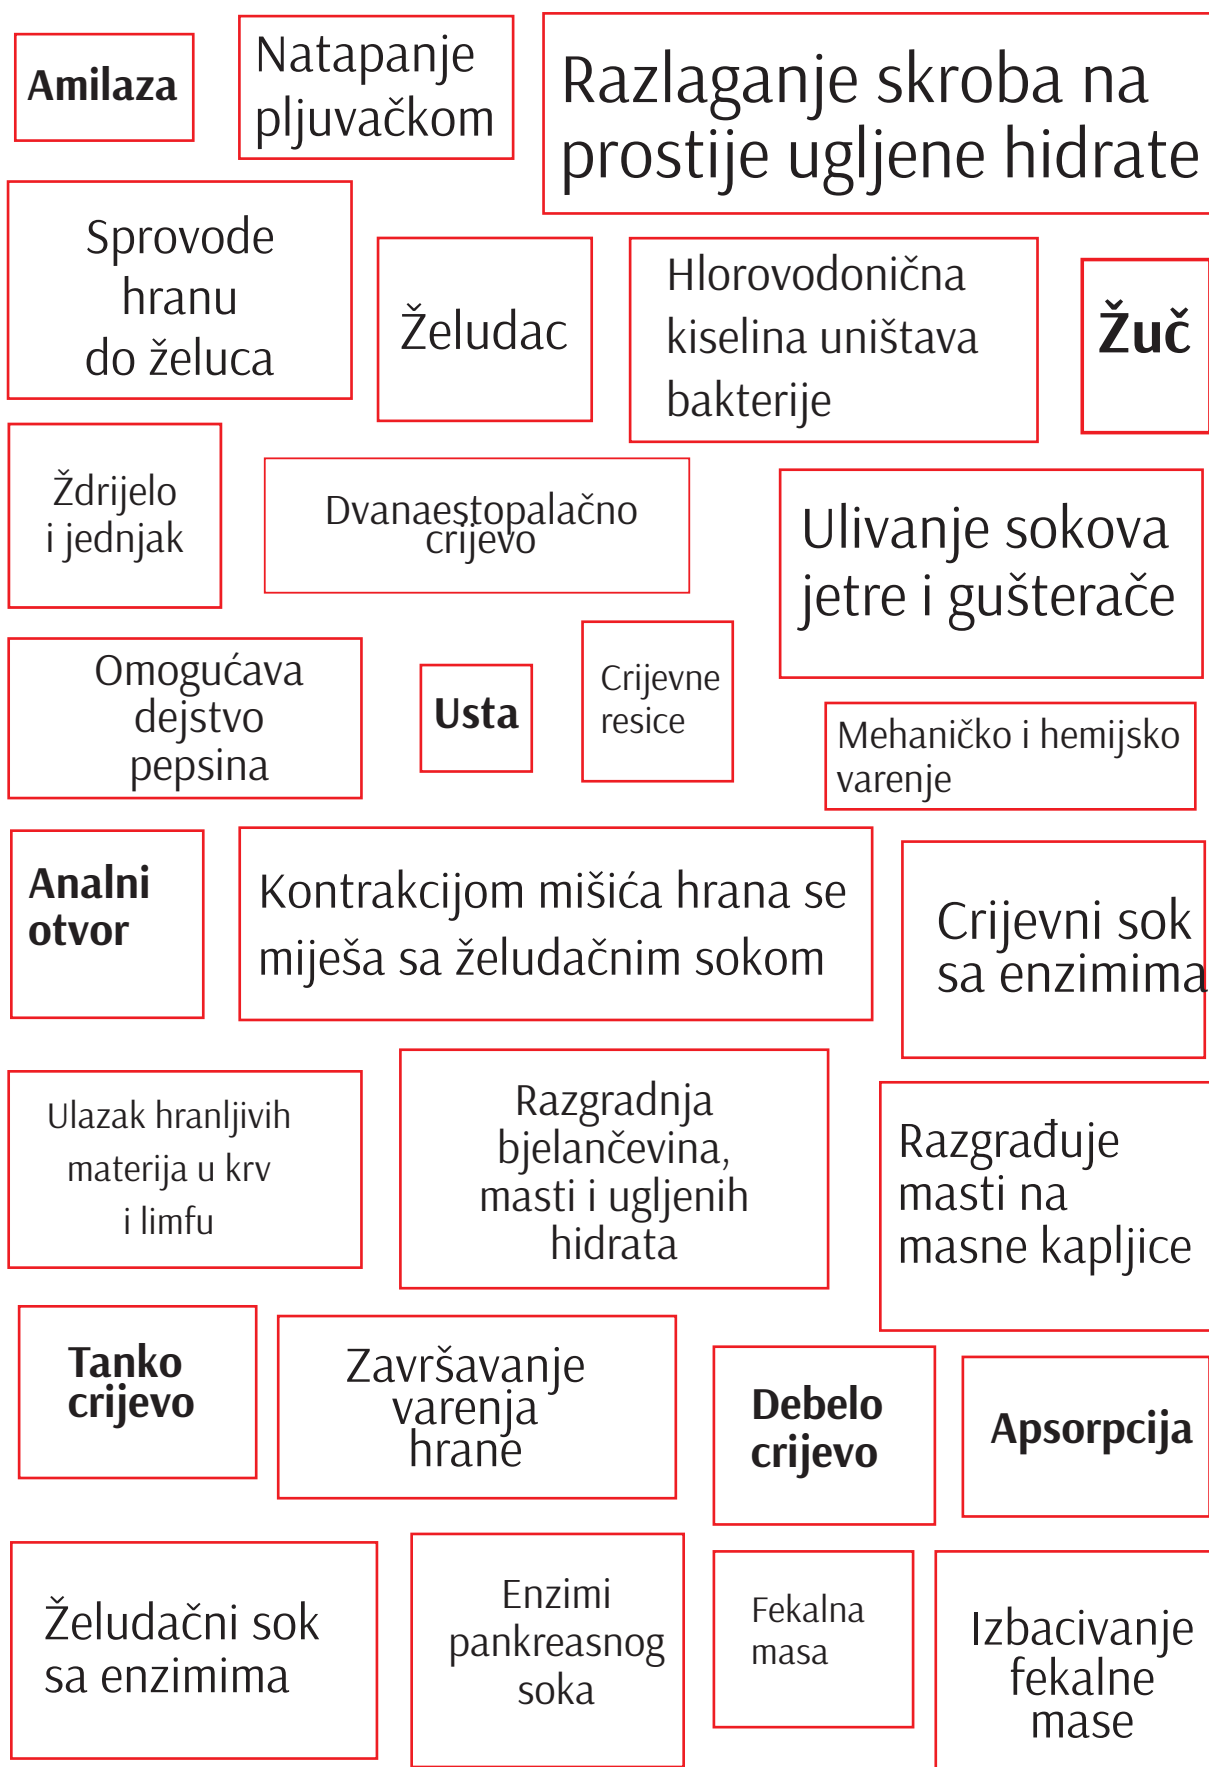 Amilaza
Natapanje
pljuvačkom
Razlaganje skroba na
prostije ugljene hidrate
Sprovode
hranu
do želuca
Želudac
Hlorovodonična
kiselina uništava
bakterije
Žuč
Ždrijelo
i jednjak
Dvanaestopalačno
crijevo
Ulivanje sokova
jetre i gušterače
Omogućava
dejstvo
pepsina
Usta
Crijevne
resice
Mehaničko i hemijsko
varenje
Analni
otvor
Kontrakcijom mišića hrana se
miješa sa želudačnim sokom
Crijevni sok
sa enzimima
Ulazak hranljivih
materija u krv
i limfu
Razgradnja
bjelančevina,
masti i ugljenih
hidrata
Razgrađuje
masti na
masne kapljice
Tanko
crijevo
Završavanje
varenja
hrane
Debelo
crijevo
Apsorpcija
Želudačni sok
sa enzimima
Enzimi
pankreasnog
soka
Fekalna
masa
Izbacivanje
fekalne
mase